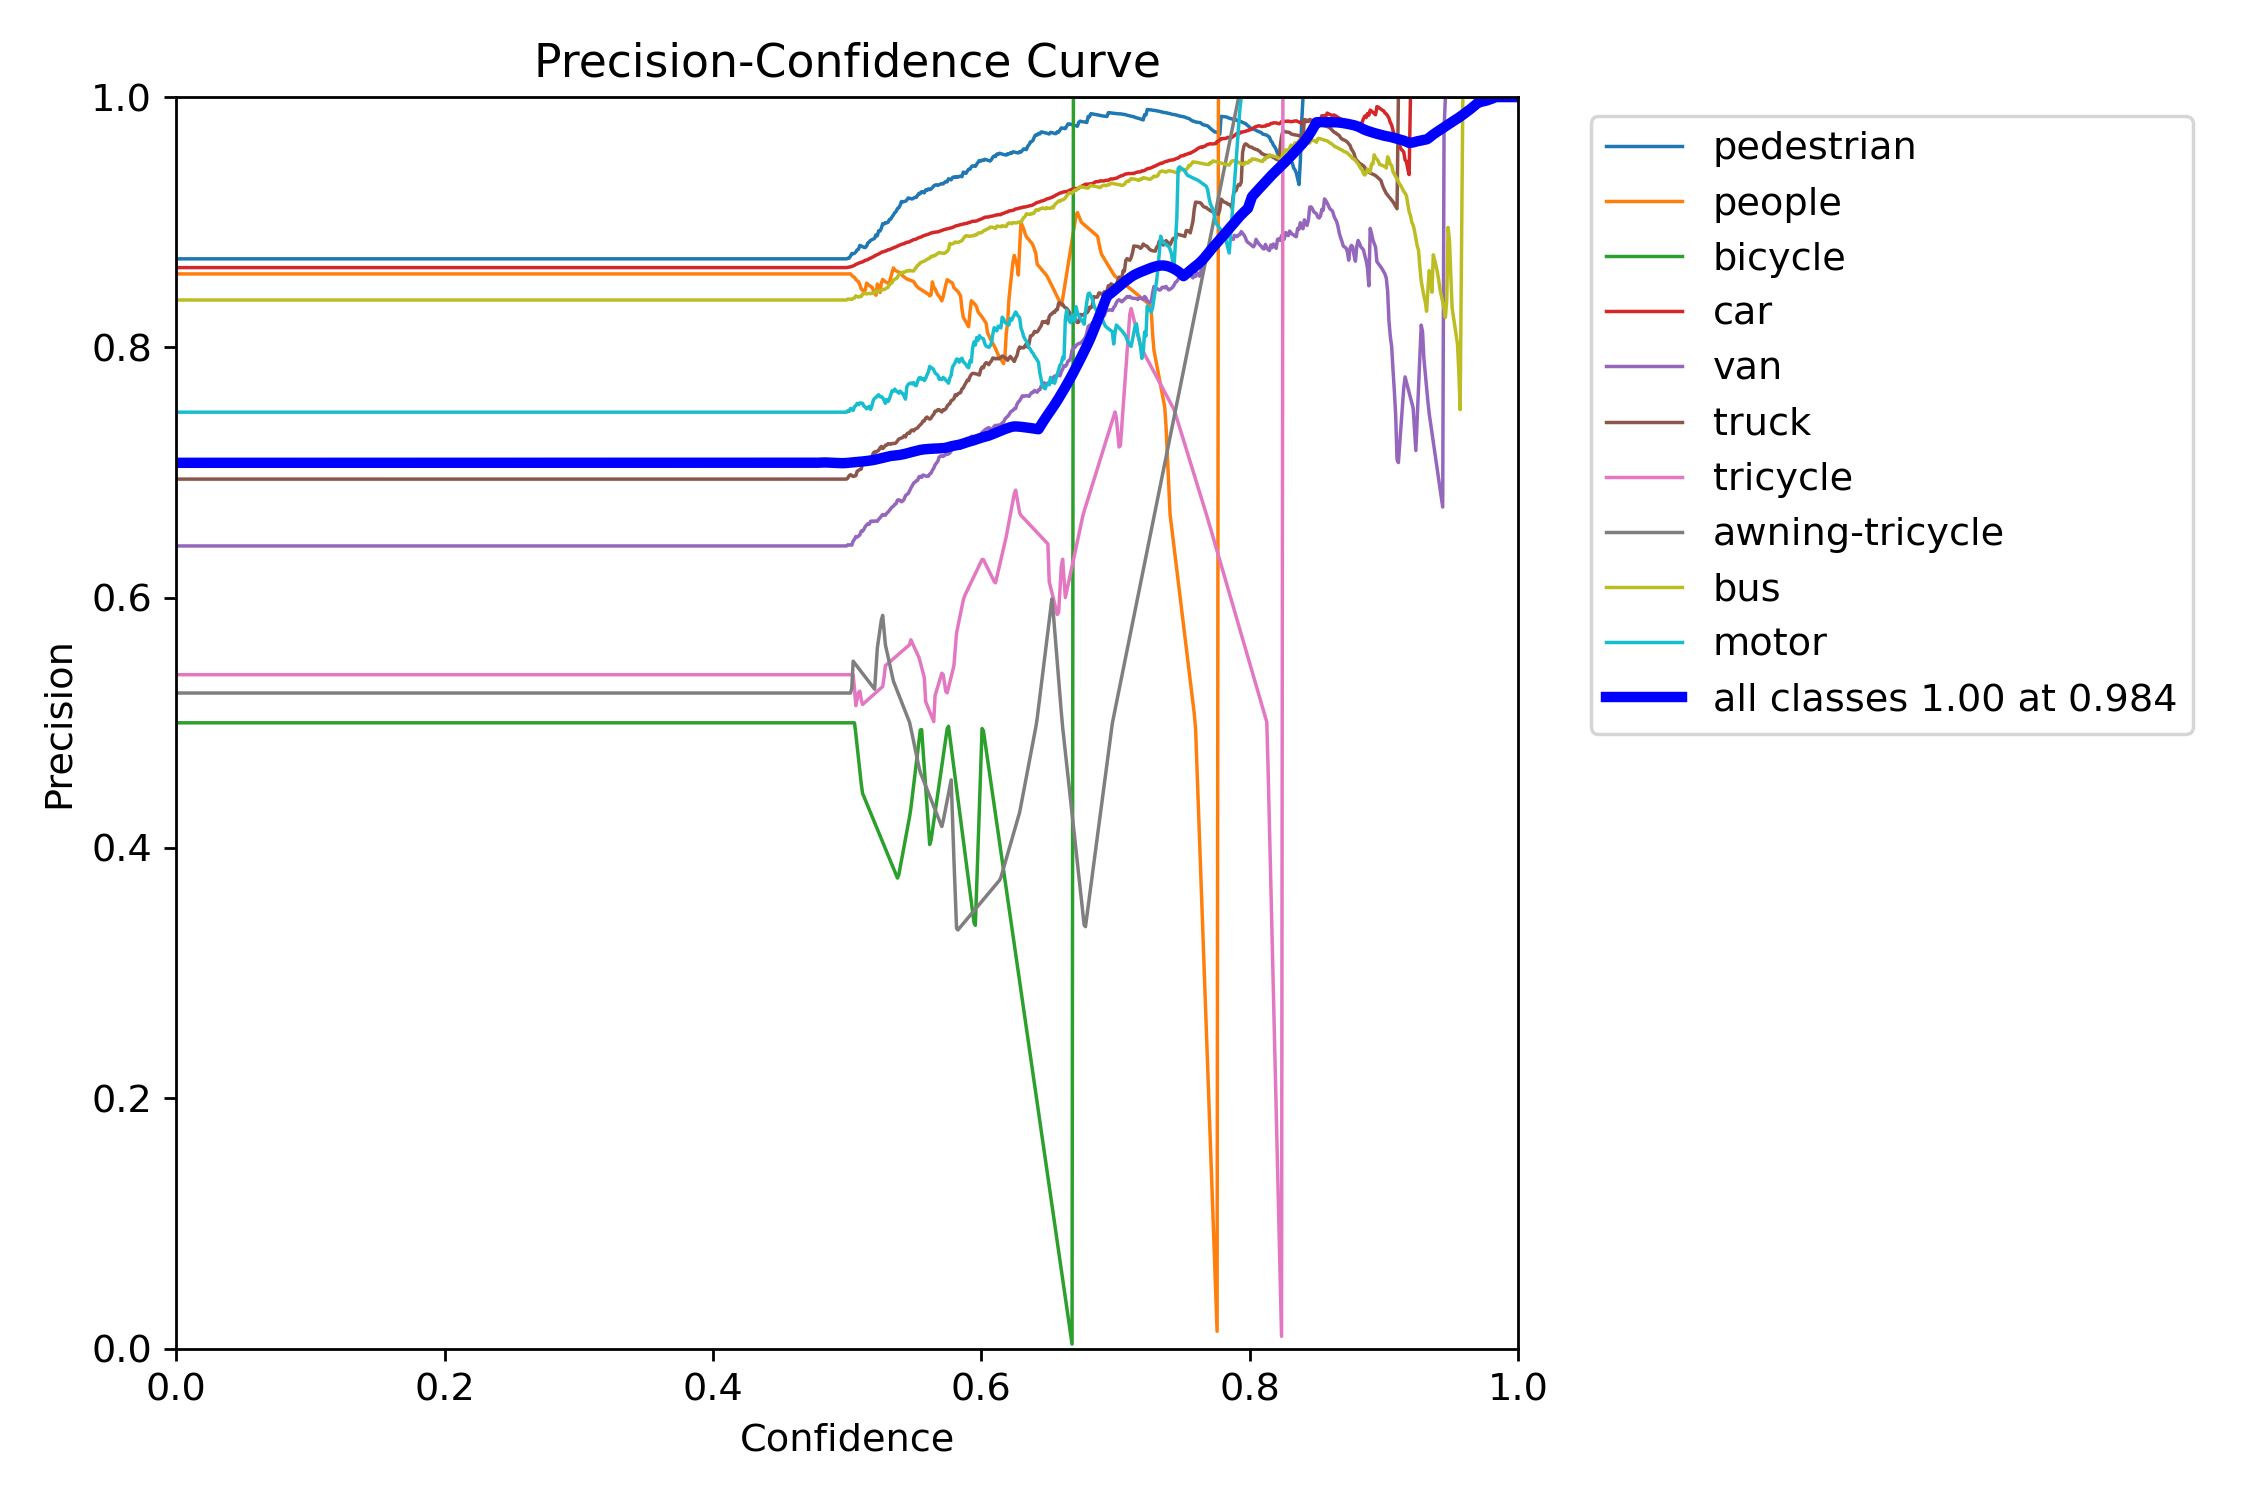 Precision-Confidence Curve
1.0
0.8
0.6
0.4
0.2
0.0
Precision
0.0 0.2 0.4 0.6 0.8 1.0
Confidence
pedestrian
people
bicycle
car
van
truck
tricycle
awning-tricycle
bus
motor
all classes 1.00 at 0.984